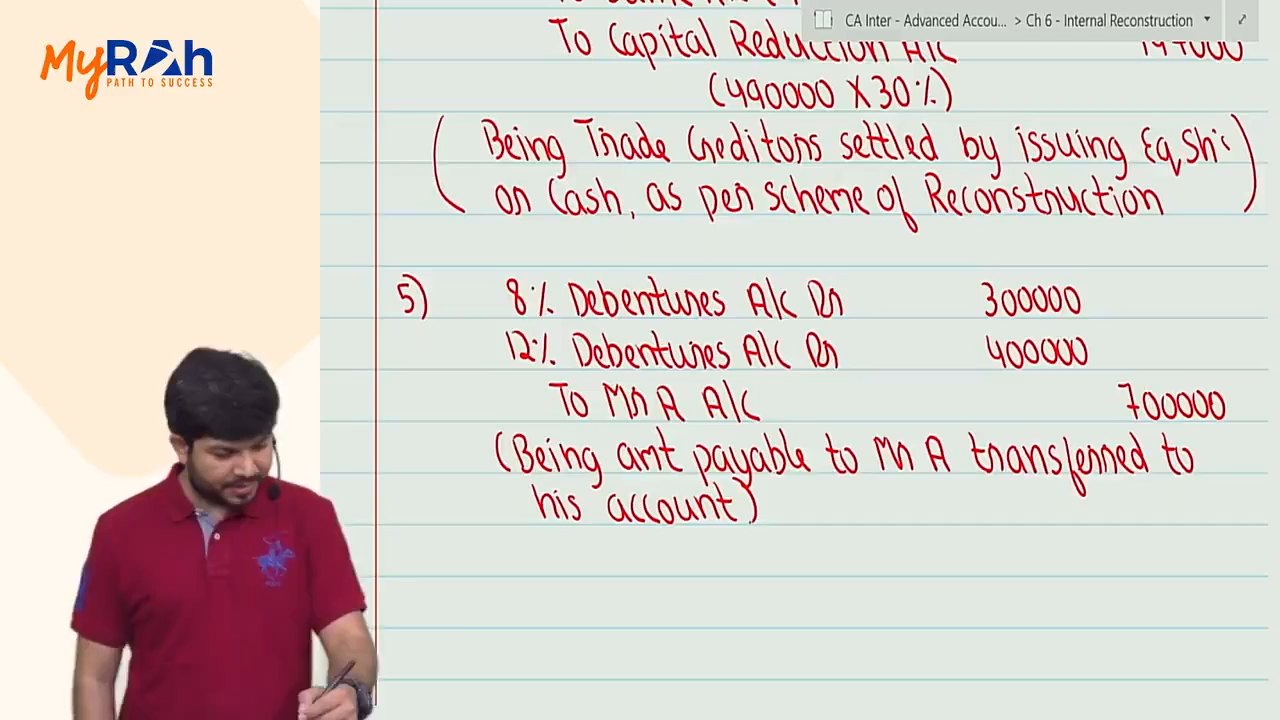 MyRAh
PATH TO SUCCESS
CA Inter - Advanced Accou... > Ch 6 - Internal Reconstruction
To Capital Reduction A/c
(490000 X 30%)
(Being Trade Creditors settled by issuing Eq Sh:
or Cash, as per scheme of Reconstruction)
5) 8% Debentures A/c Dr 300000
12% Debentures A/c Dr 400000
To Mr A A/c 700000
(Being amt payable to Mr A transferred to
his account)